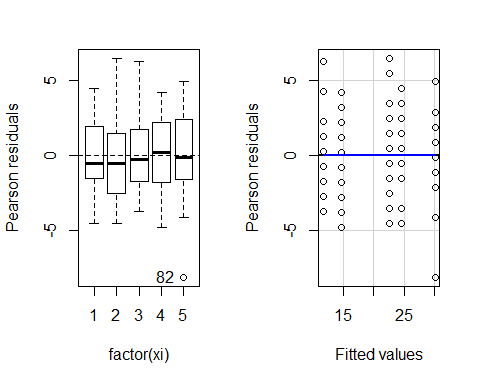 Pearson residuals
5
0
-5
82
1 2 3 4 5
factor(xi)
Pearson residuals
5
0
-5
15 25
Fitted values